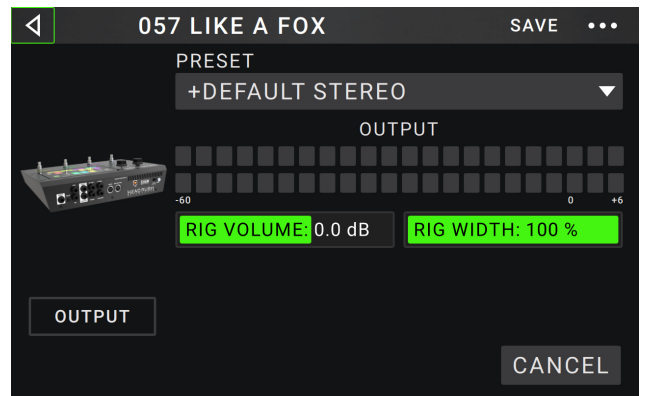 057 LIKE A FOX
SAVE
PRESET
+DEFAULT STEREO
OUTPUT
-60 0 +6
RIG VOLUME: 0.0 dB
RIG WIDTH: 100 %
OUTPUT
CANCEL